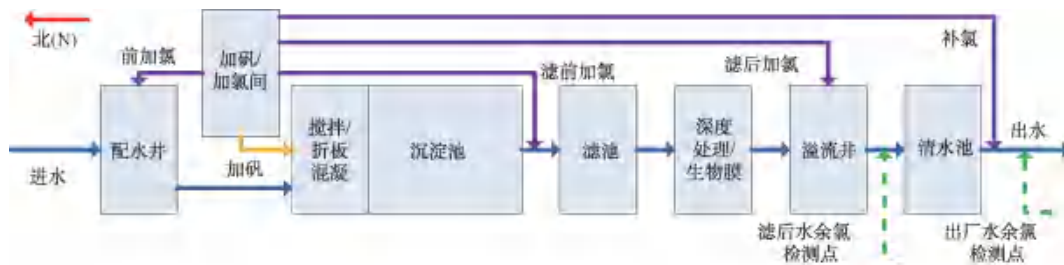 北(N)
前加氯
加矾/
加氯间
补氯
滤前加氯
滤后加氯
进水
配水井
加矾
搅拌/
折板
混凝
沉淀池
滤池
深度
处理/
生物膜
溢流井
清水池
出水
滤后水余氯
检测点
出厂水余氯
检测点